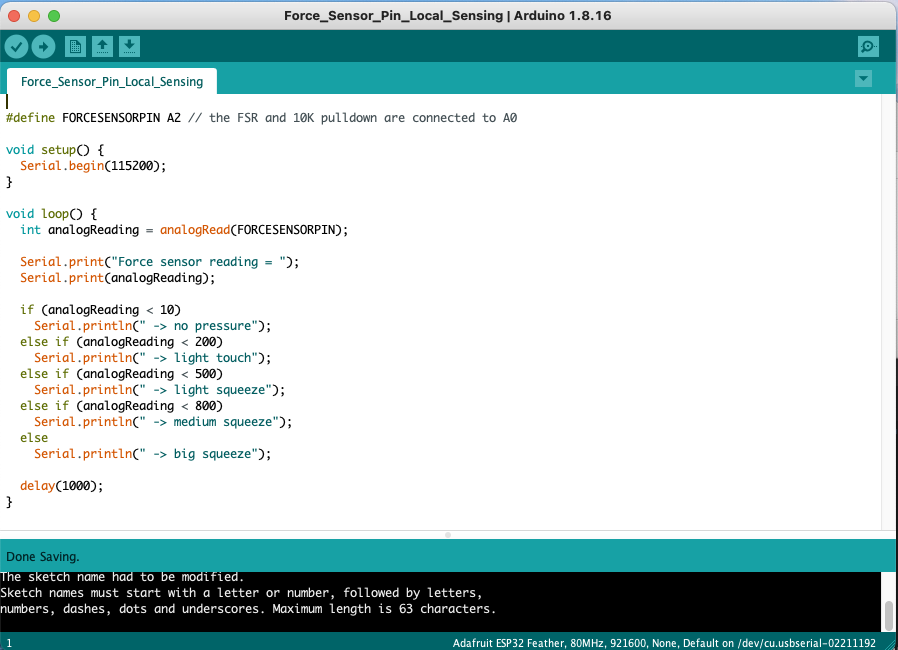 Force_Sensor_Pin_Local_Sensing | Arduino 1.8.16
Force_Sensor_Pin_Local_Sensing
#define FORCESENSORPIN A2 // the FSR and 10K pulldown are connected to A0
void setup() {
Serial.begin(115200);
}
void loop() {
int analogReading = analogRead(FORCESENSORPIN);
Serial.print("Force sensor reading = ");
Serial.print(analogReading);
if (analogReading < 10)
Serial.println(" -> no pressure");
else if (analogReading < 200)
Serial.println(" -> light touch");
else if (analogReading < 500)
Serial.println(" -> light squeeze");
else if (analogReading < 800)
Serial.println(" -> medium squeeze");
else
Serial.println(" -> big squeeze");
delay(1000);
}
Done Saving.
The sketch name had to be modified.
Sketch names must start with a letter or number, followed by letters,
numbers, dashes, dots and underscores. Maximum length is 63 characters.
1 Adafruit ESP32 Feather, 80MHz, 921600, None, Default on /dev/cu.usbserial-02211192